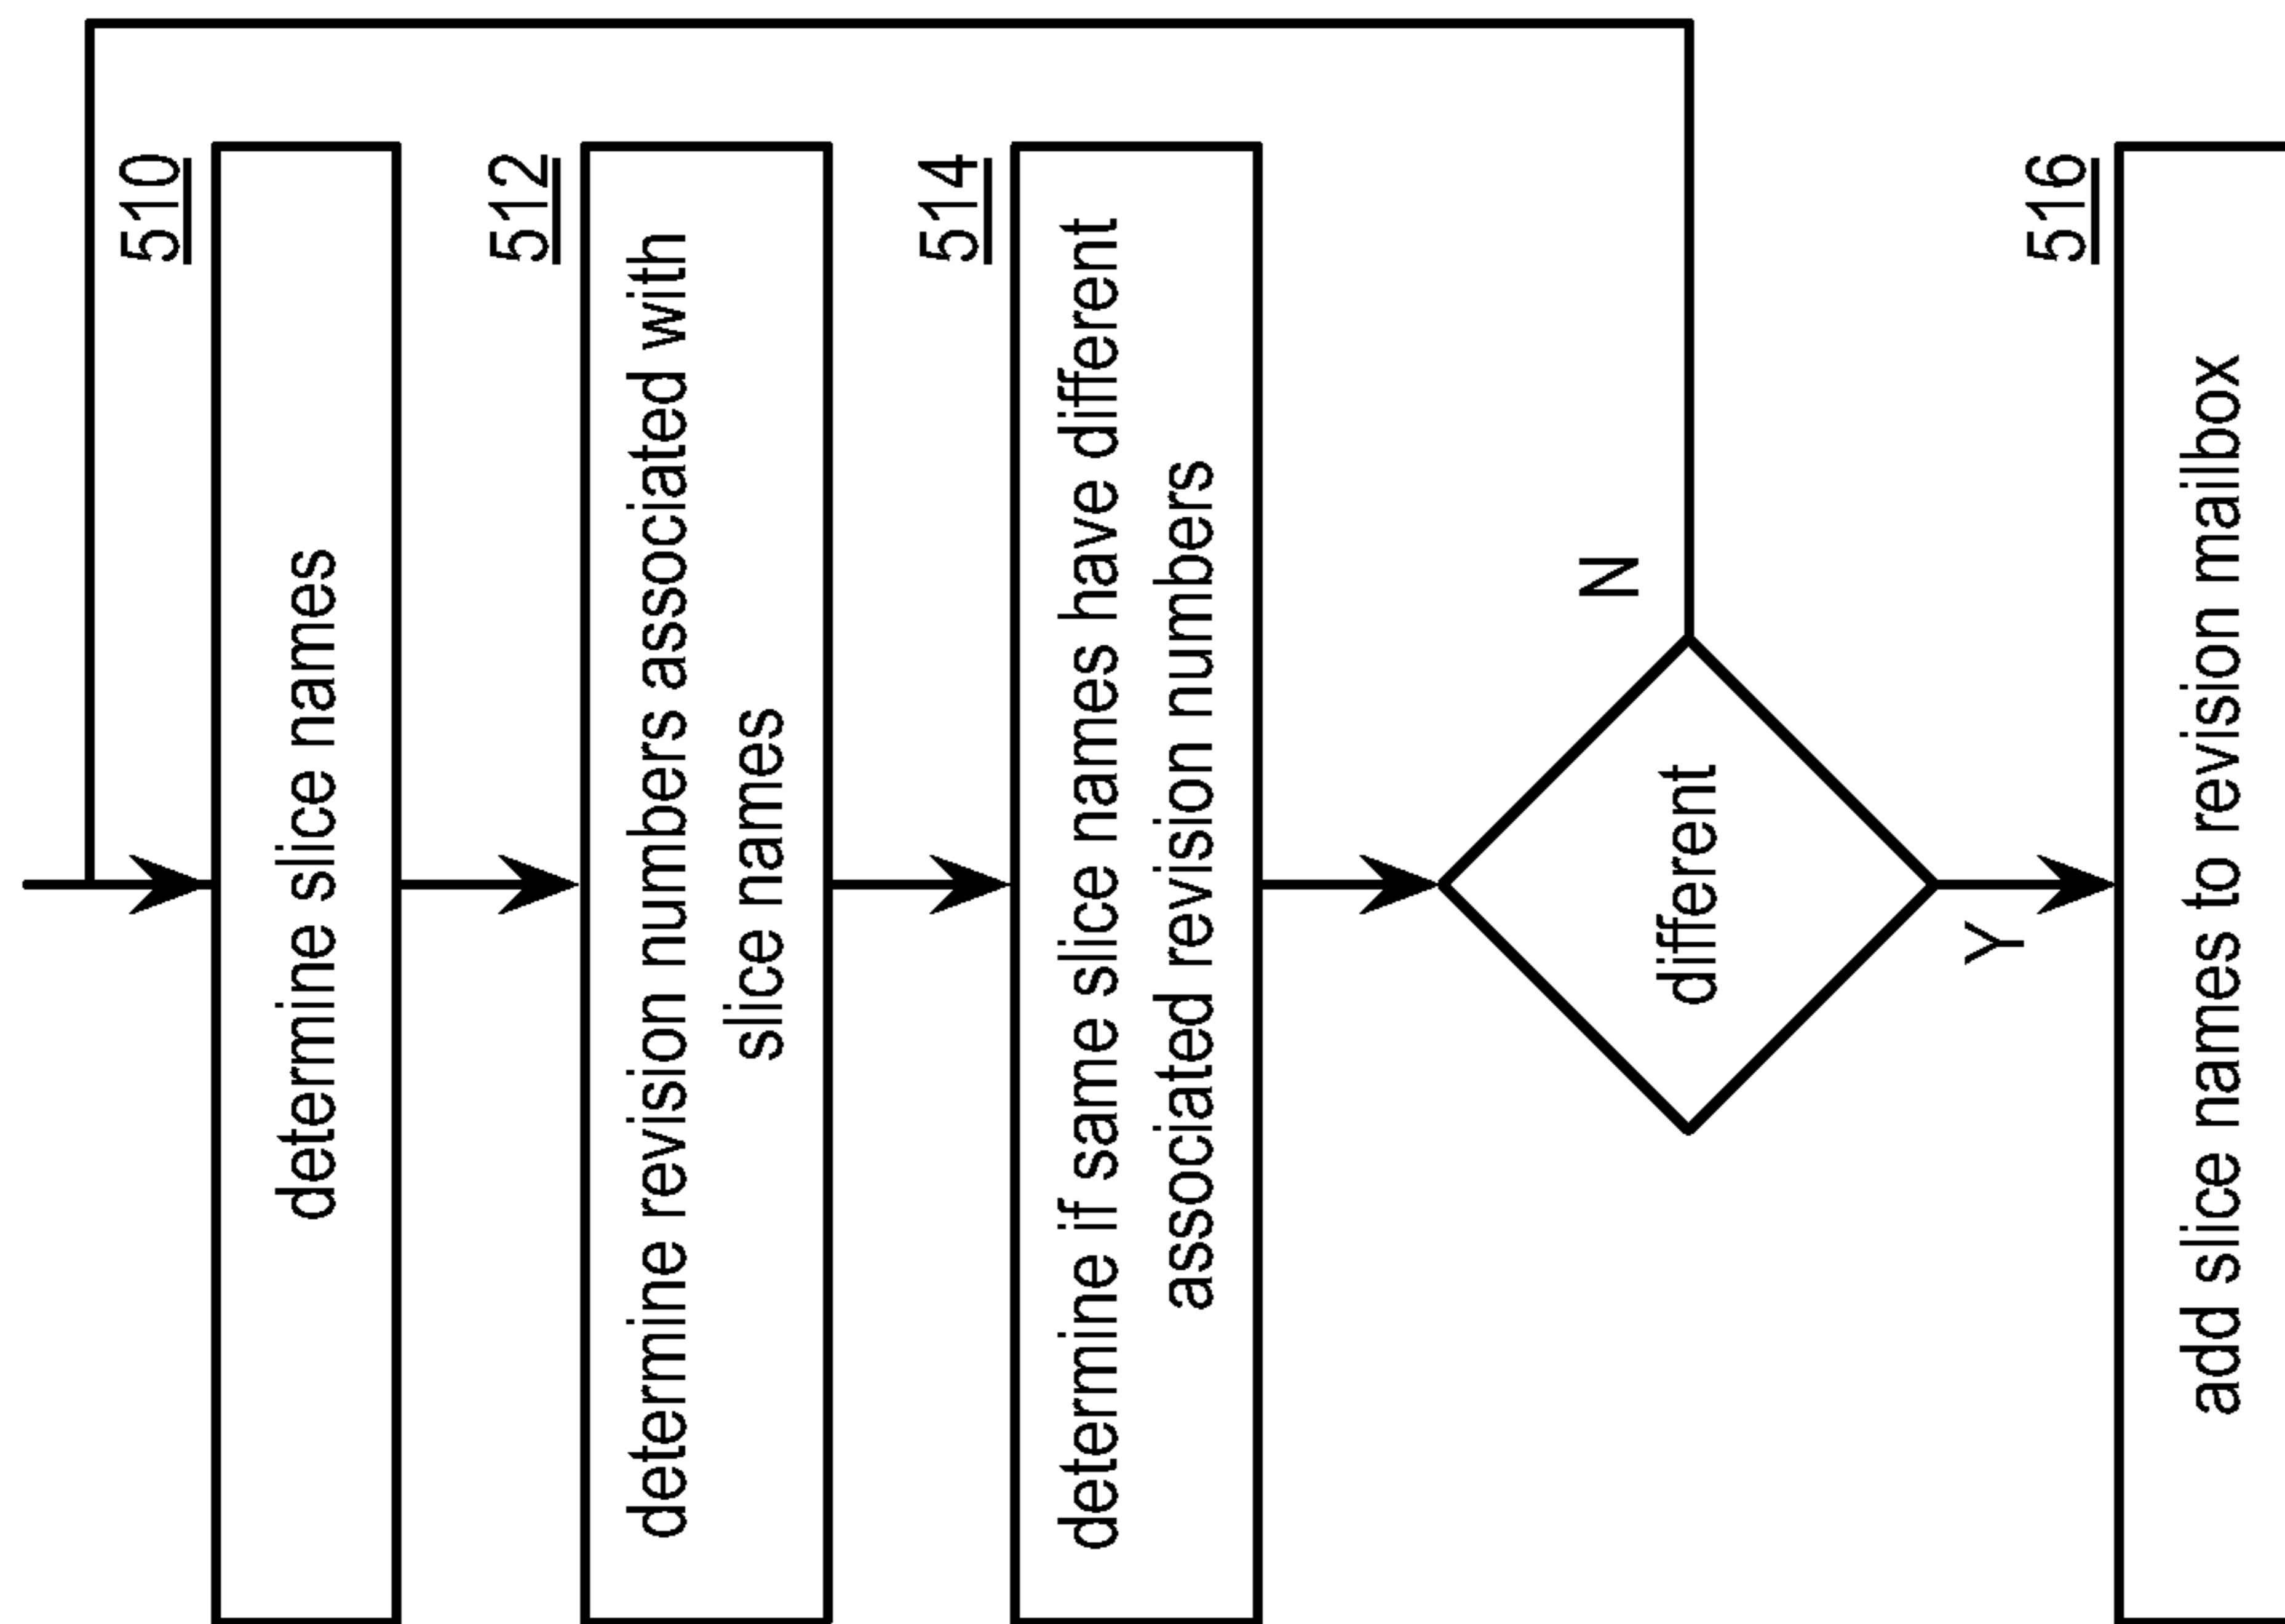 510
determine slice names
512
determine revision numbers associated with
slice names
514
determine if same slice names have different
associated revision numbers
different
N
Y
516
add slice names to revision mailbox